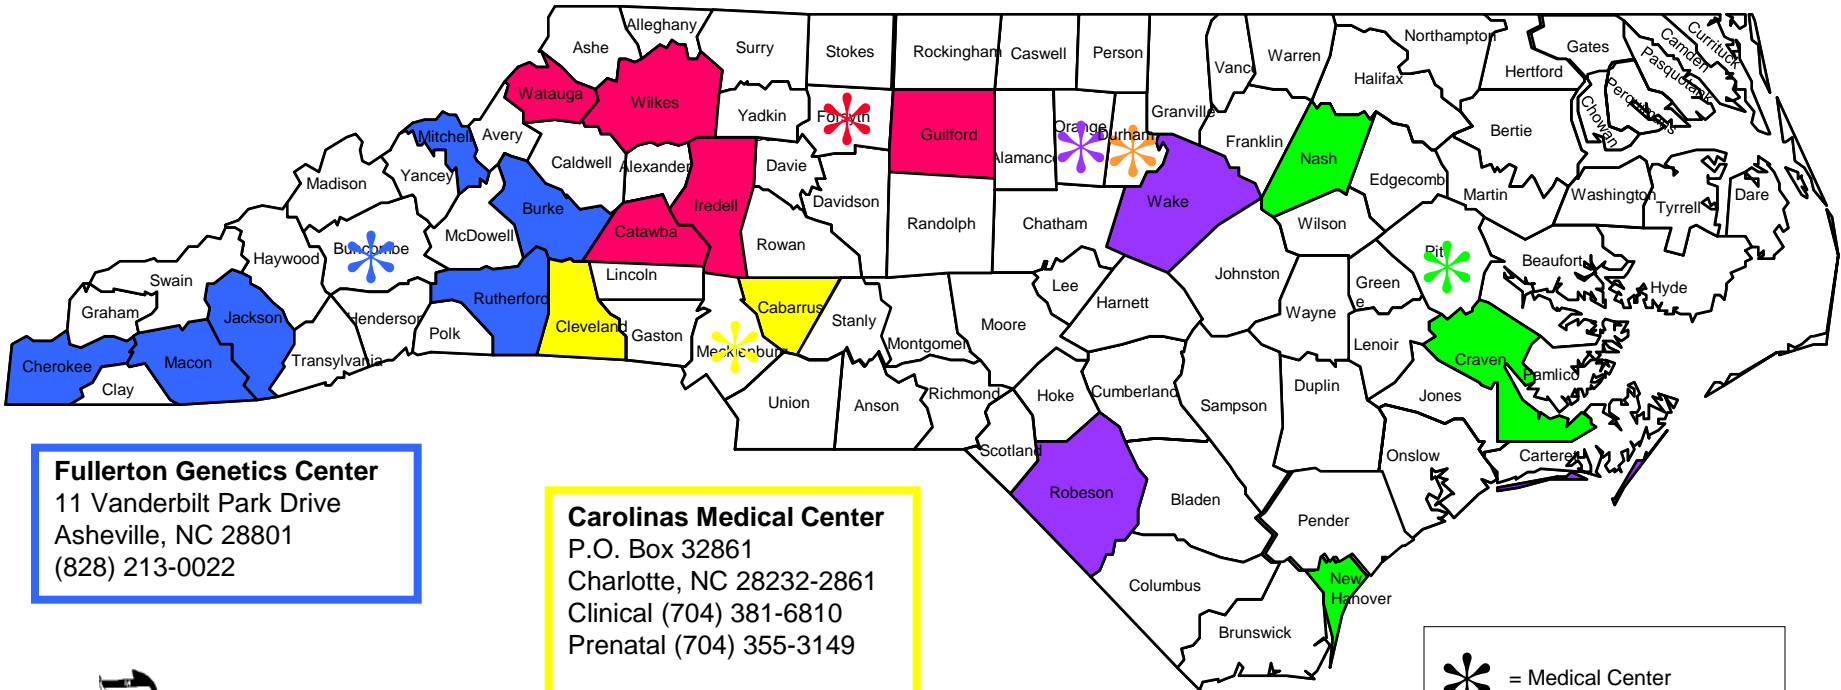 Alleghany
Ashe
Surry
Stokes
Rockingham
Caswell
Person
Vance
Warren
Northampton
Gates
Camden
Currituck
Pasquotank
Perquimans
Chowan
Hertford
Halifax
Granville
Watauga
Wilkes
Yadkin
Forsyth
Guilford
Alamance
Orange
Durham
Franklin
Nash
Bertie
Mitchell
Avery
Caldwell
Alexander
Davie
Iredell
Davidson
Randolph
Chatham
Wake
Edgecomb
Martin
Washington
Tyrrell
Dare
Madison
Yancey
Burke
Catawba
Rowan
Wilson
Buncombe
McDowell
Haywood
Swain
Graham
Jackson
Rutherford
Lincoln
Cleveland
Gaston
Cabarrus
Stanly
Mecklenburg
Montgomer
Moore
Lee
Harnett
Johnston
Wayne
Green
e
Pitt
Beaufort
Hyde
Cherokee
Macon
Clay
Transylvania
Henderson
Polk
Union
Anson
Richmond
Hoke
Cumberland
Sampson
Duplin
Lenoir
Craven
Pamlico
Jones
Scotland
Robeson
Bladen
Onslow
Carteret
Pender
Columbus
New
Hanover
Brunswick
Fullerton Genetics Center
11 Vanderbilt Park Drive
Asheville, NC 28801
(828) 213-0022
Carolinas Medical Center
P.O. Box 32861
Charlotte, NC 28232-2861
Clinical (704) 381-6810
Prenatal (704) 355-3149
= Medical Center